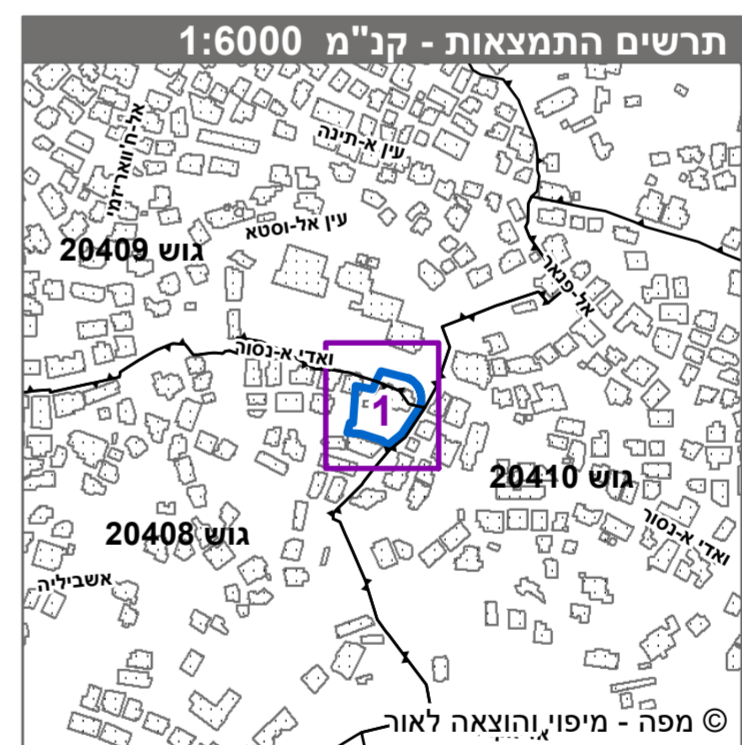 תרשים התמצאות - קנ"מ 1:6000
אל-ח'ווריזמי
עין א-תינה
עין אל-וסטא
גוש 20409
אל-פנאר
ואדי א-נסור
1
גוש 20410
גוש 20408
ואדי א-נסור
אשביליה
© מפה - מיפוי והוצאה לאור